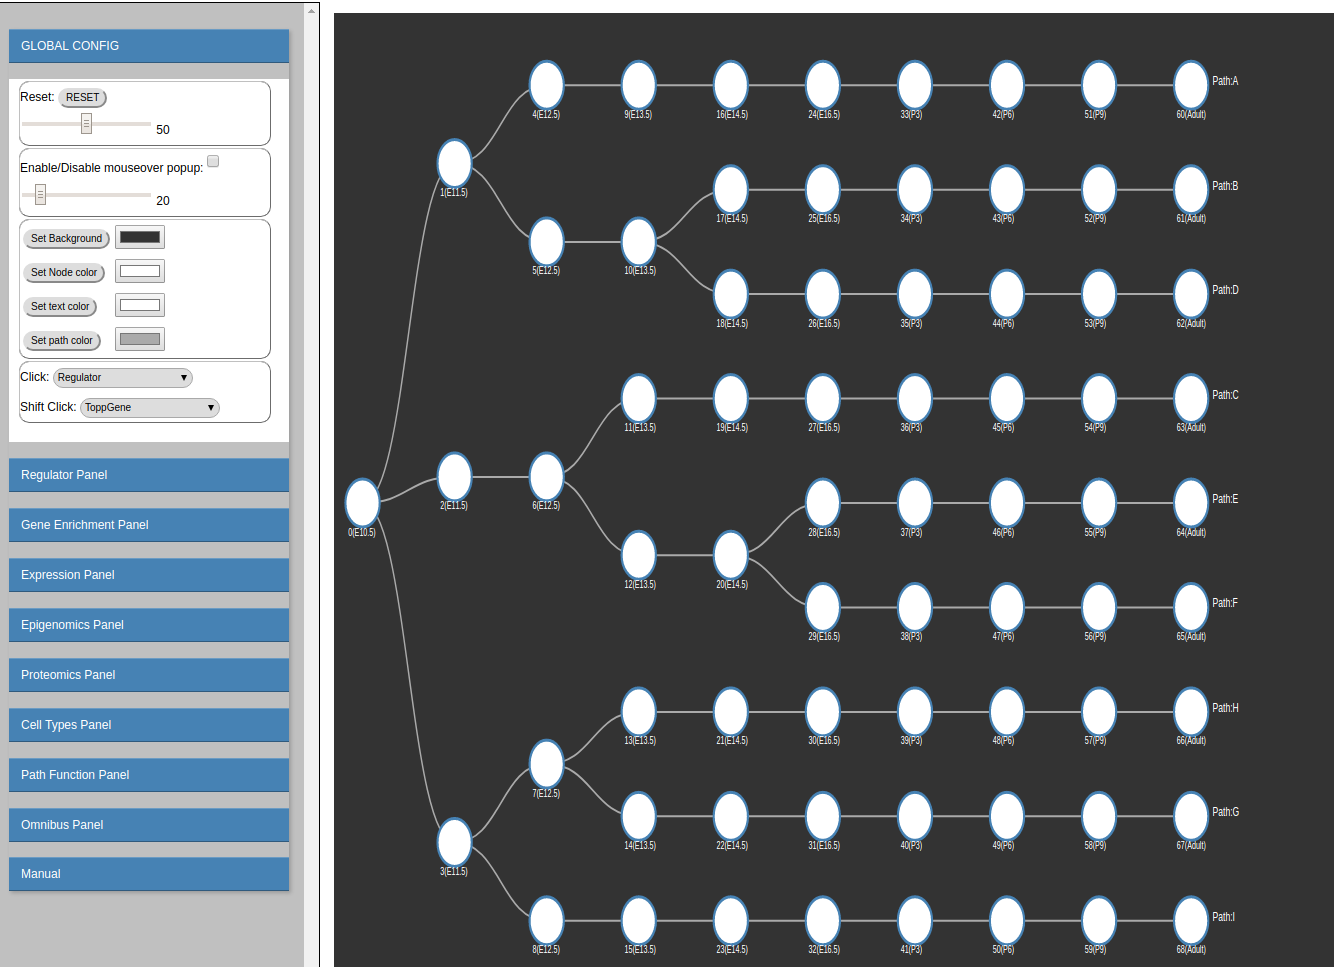 GLOBAL CONFIG
Reset: RESET
50
Enable/Disable mouseover popup:
20
Set Background
Set Node color
Set text color
Set path color
Click: Regulator
Shift Click: ToppGene
Regulator Panel
Gene Enrichment Panel
Expression Panel
Epigenomics Panel
Proteomics Panel
Cell Types Panel
Path Function Panel
Omnibus Panel
Manual
Path:A
4(E12.5) 9(E13.5) 16(E14.5) 24(E16.5) 33(P3) 42(P6) 51(P9) 60(Adult)
Path:B
1(E11.5)
17(E14.5) 25(E16.5) 34(P3) 43(P6) 52(P9) 61(Adult)
5(E12.5) 10(E13.5)
Path:D
18(E14.5) 26(E16.5) 35(P3) 44(P6) 53(P9) 62(Adult)
Path:C
11(E13.5) 19(E14.5) 27(E16.5) 36(P3) 45(P6) 54(P9) 63(Adult)
Path:E
2(E11.5) 6(E12.5)
0(E10.5)
28(E16.5) 37(P3) 46(P6) 55(P9) 64(Adult)
12(E13.5) 20(E14.5)
Path:F
29(E16.5) 38(P3) 47(P6) 56(P9) 65(Adult)
Path:H
13(E13.5) 21(E14.5) 30(E16.5) 39(P3) 48(P6) 57(P9) 66(Adult)
7(E12.5)
Path:G
14(E13.5) 22(E14.5) 31(E16.5) 40(P3) 49(P6) 58(P9) 67(Adult)
3(E11.5)
Path:I
8(E12.5) 15(E13.5) 23(E14.5) 32(E16.5) 41(P3) 50(P6) 59(P9) 68(Adult)